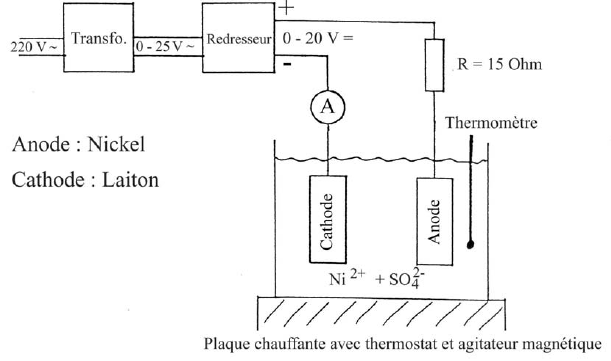 +
220 V ~
Transfo.
0 - 25 V ~
Redresseur
0 - 20 V =
-
R = 15 Ohm
A
Thermomètre
Anode : Nickel
Cathode : Laiton
Cathode
Anode
Ni 2+ + SO4 2-
Plaque chauffante avec thermostat et agitateur magnétique